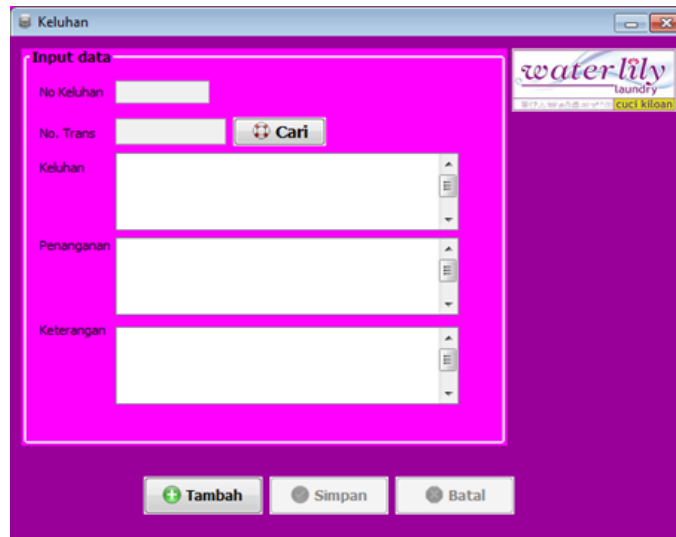 Keluhan
Input data
waterlily
laundry
cuci kiloan
No Keluhan
No. Trans
Cari
Keluhan
Penanganan
Keterangan
Tambah
Simpan
Batal